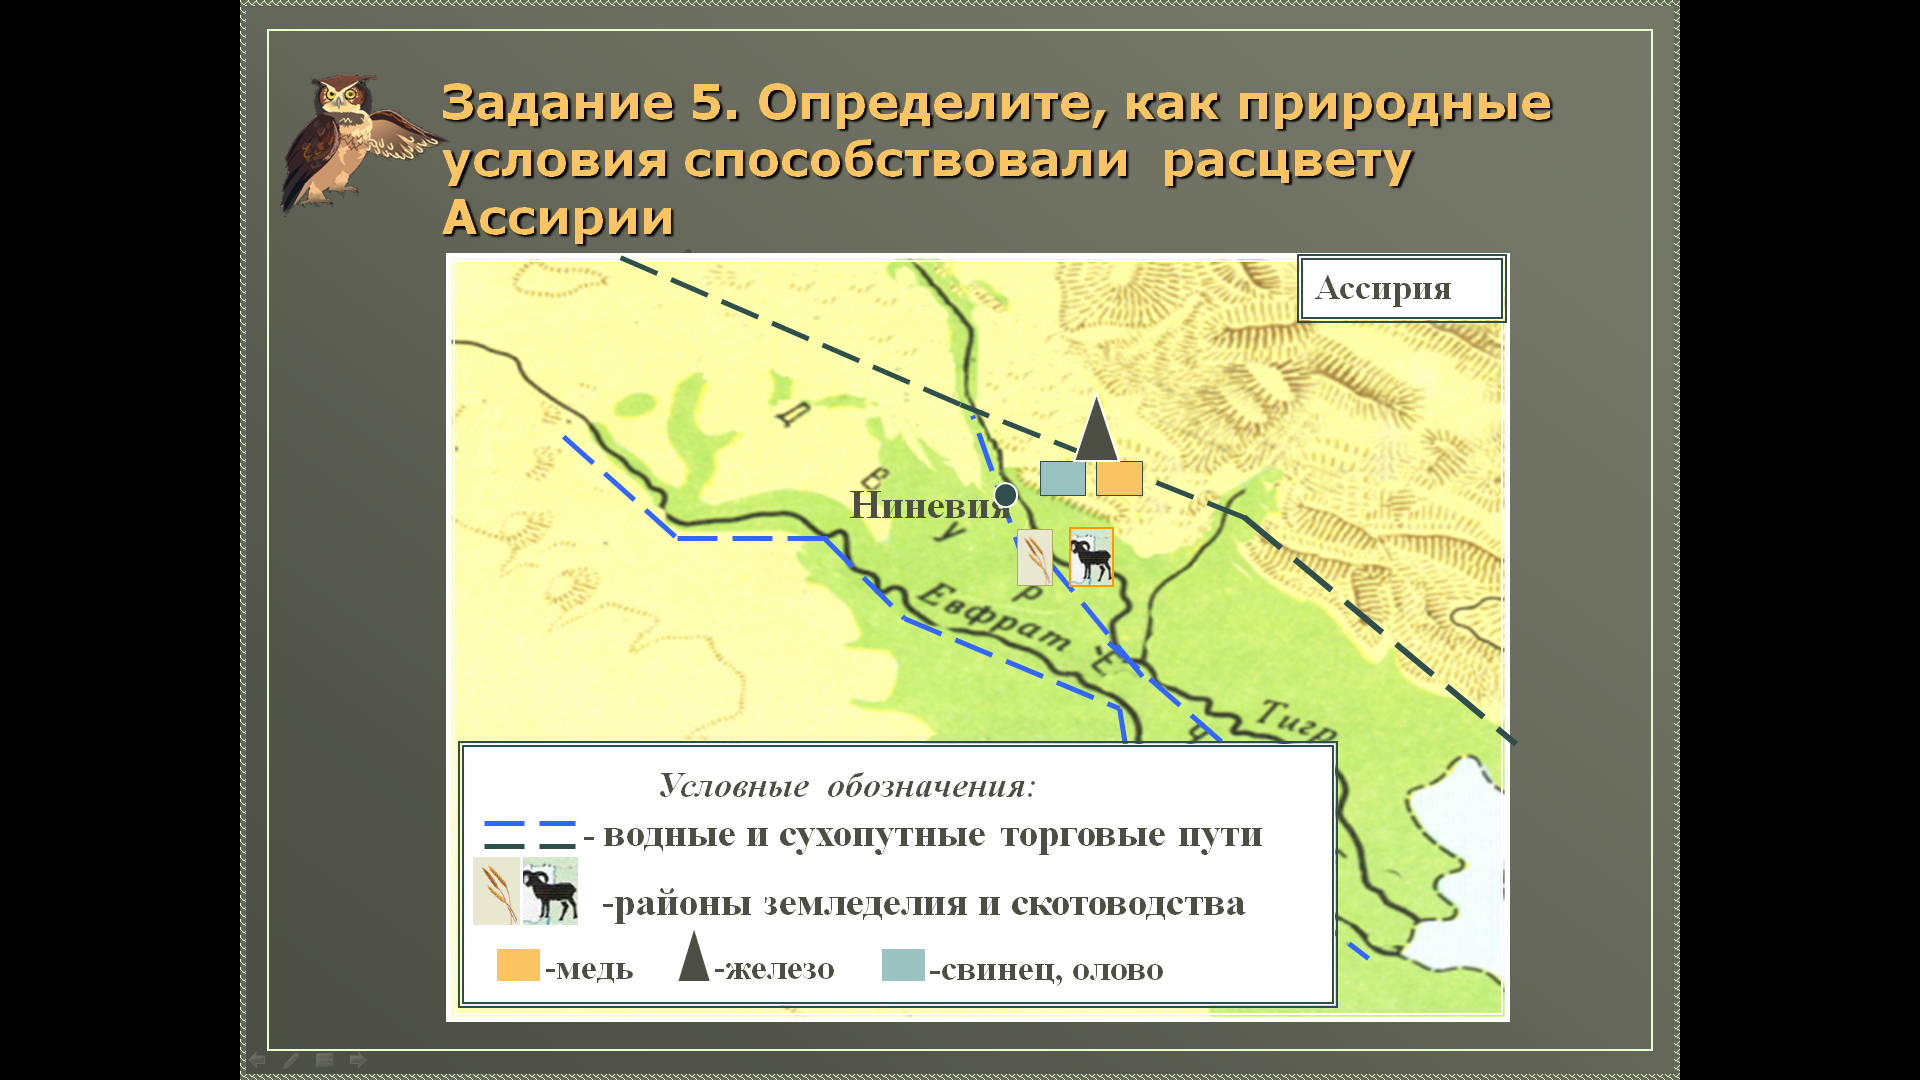 Задание 5. Определите, как природные
условия способствовали расцвету
Ассирии
Ассирия
Ниневия
Д
в
у
р
е
ч
Евфрат
Тигр
Условные обозначения:
- водные и сухопутные торговые пути
-районы земледелия и скотоводства
-медь
-железо
-свинец, олово